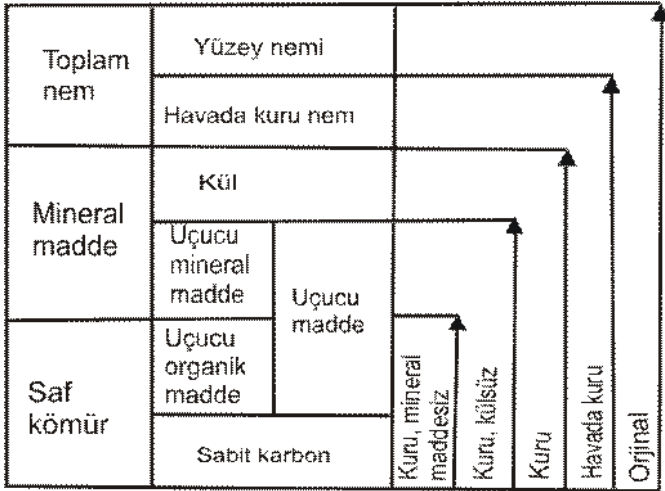 Toplam
nem
Yüzey nemi
Havada kuru nem
Mineral
madde
Kül
Uçucu
mineral
madde
Uçucu
madde
Saf
kömür
Uçucu
organik
madde
Sabit karbon
Kuru, mineral
maddesiz
Kuru, külsüz
Kuru
Havada kuru
Orjinal